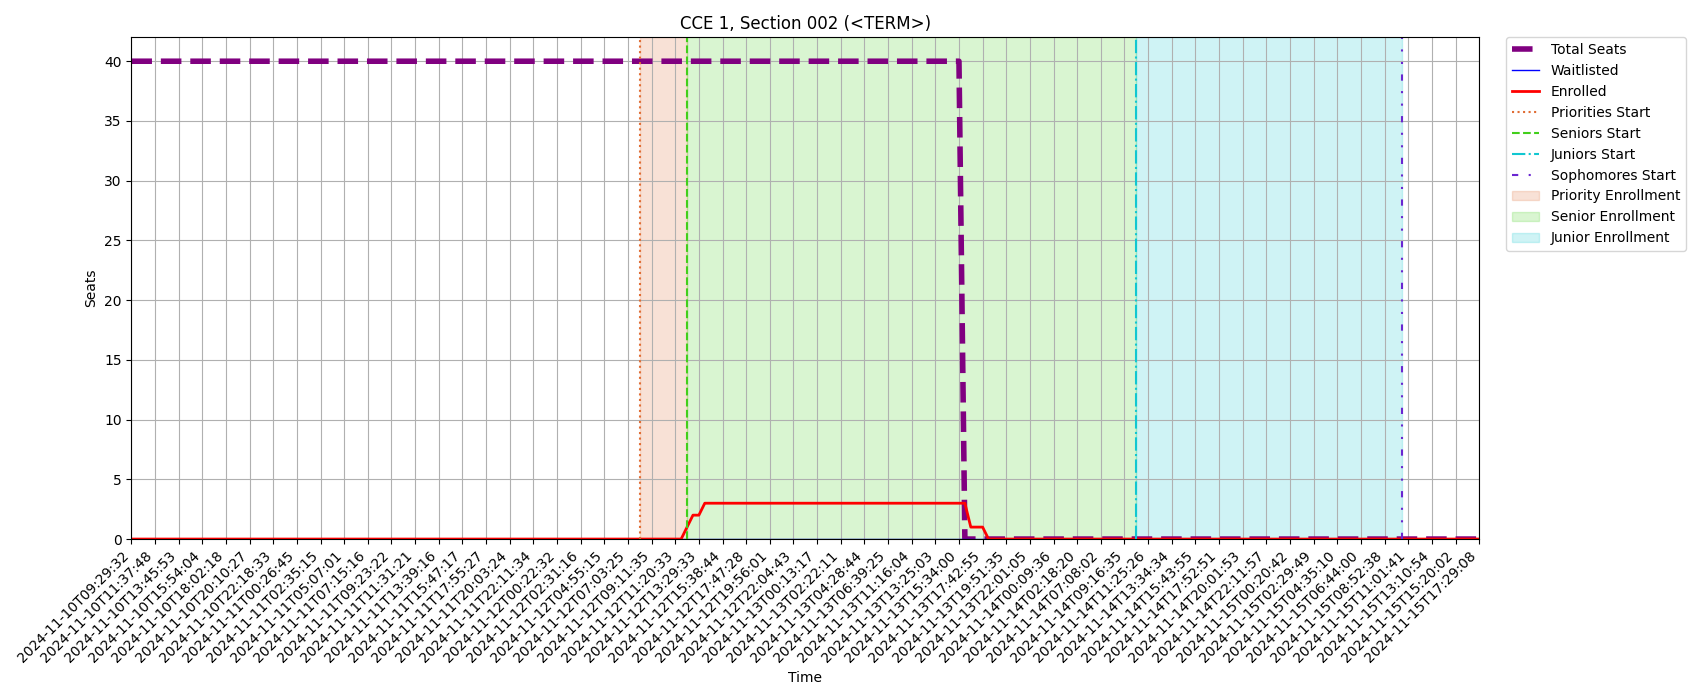 CCE 1, Section 002 (<TERM>)
Total Seats
Waitlisted
Enrolled
Priorities Start
Seniors Start
Juniors Start
Sophomores Start
Priority Enrollment
Senior Enrollment
Junior Enrollment
Seats
40
35
30
25
20
15
10
5
0
2024-11-10T09:29:32
2024-11-10T11:37:48
2024-11-10T13:45:53
2024-11-10T15:54:04
2024-11-10T18:02:18
2024-11-10T20:10:27
2024-11-10T22:18:33
2024-11-11T00:26:45
2024-11-11T02:35:15
2024-11-11T05:07:01
2024-11-11T07:15:16
2024-11-11T09:23:22
2024-11-11T11:31:21
2024-11-11T13:39:16
2024-11-11T15:47:17
2024-11-11T17:55:27
2024-11-11T20:03:24
2024-11-11T22:11:34
2024-11-12T00:22:32
2024-11-12T02:31:16
2024-11-12T04:55:15
2024-11-12T07:03:25
2024-11-12T09:11:35
2024-11-12T11:20:33
2024-11-12T13:29:33
2024-11-12T15:38:44
2024-11-12T17:47:28
2024-11-12T19:56:01
2024-11-12T22:04:43
2024-11-13T00:13:17
2024-11-13T02:22:11
2024-11-13T04:28:44
2024-11-13T06:39:25
2024-11-13T11:16:04
2024-11-13T13:25:03
2024-11-13T15:34:00
2024-11-13T17:42:55
2024-11-13T19:51:35
2024-11-13T22:01:05
2024-11-14T00:09:36
2024-11-14T02:18:20
2024-11-14T07:08:02
2024-11-14T09:16:35
2024-11-14T11:25:26
2024-11-14T13:34:34
2024-11-14T15:43:55
2024-11-14T17:52:51
2024-11-14T20:01:53
2024-11-14T22:11:57
2024-11-15T00:20:42
2024-11-15T02:29:49
2024-11-15T04:35:10
2024-11-15T06:44:00
2024-11-15T08:52:38
2024-11-15T11:01:41
2024-11-15T13:10:54
2024-11-15T15:20:02
2024-11-15T17:29:08
Time